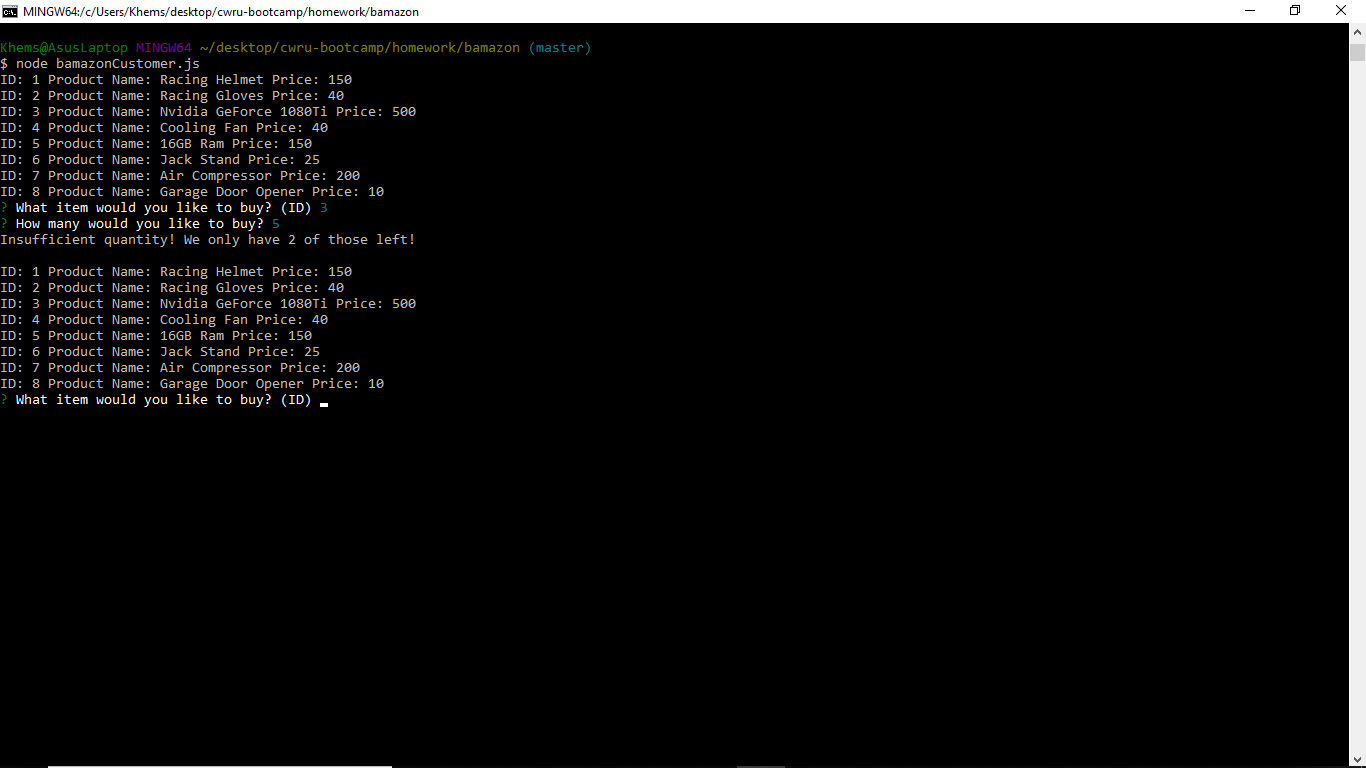 MINGW64:/c/Users/Khems/desktop/cwru-bootcamp/homework/bamazon
Khems@AsusLaptop MINGW64 ~/desktop/cwru-bootcamp/homework/bamazon (master)
$ node bamazonCustomer.js
ID: 1 Product Name: Racing Helmet Price: 150
ID: 2 Product Name: Racing Gloves Price: 40
ID: 3 Product Name: Nvidia GeForce 1080Ti Price: 500
ID: 4 Product Name: Cooling Fan Price: 40
ID: 5 Product Name: 16GB Ram Price: 150
ID: 6 Product Name: Jack Stand Price: 25
ID: 7 Product Name: Air Compressor Price: 200
ID: 8 Product Name: Garage Door Opener Price: 10
? What item would you like to buy? (ID) 3
? How many would you like to buy? 5
Insufficient quantity! We only have 2 of those left!
ID: 1 Product Name: Racing Helmet Price: 150
ID: 2 Product Name: Racing Gloves Price: 40
ID: 3 Product Name: Nvidia GeForce 1080Ti Price: 500
ID: 4 Product Name: Cooling Fan Price: 40
ID: 5 Product Name: 16GB Ram Price: 150
ID: 6 Product Name: Jack Stand Price: 25
ID: 7 Product Name: Air Compressor Price: 200
ID: 8 Product Name: Garage Door Opener Price: 10
? What item would you like to buy? (ID)